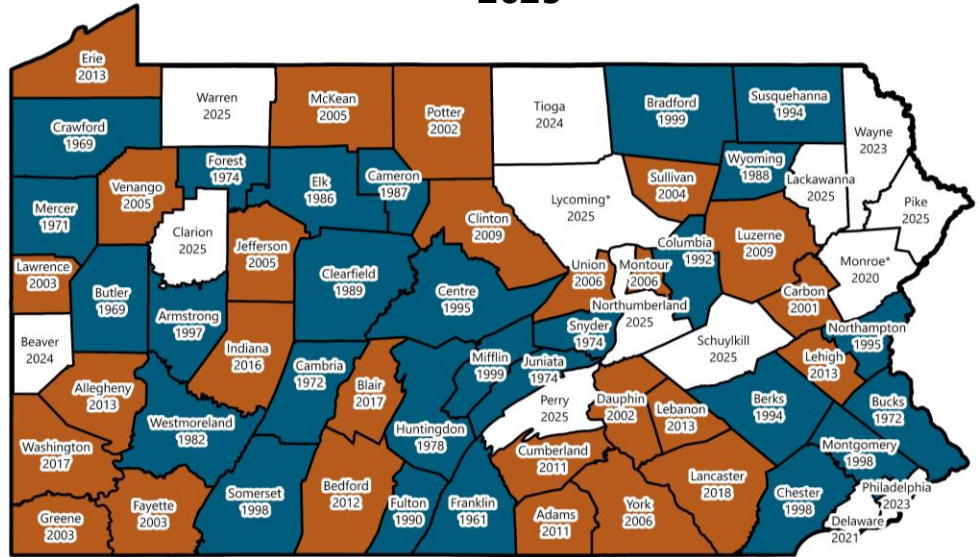 2025
Erie
2013
Warren
2025
McKean
2005
Potter
2002
Tioga
2024
Bradford
1999
Susquehanna
1994
Wayne
2023
Crawford
1969
Forest
1974
Elk
1986
Cameron
1987
Sullivan
2004
Wyoming
1988
Lackawanna
2025
Pike
2025
Mercer
1971
Venango
2005
Clarion
2025
Jefferson
2005
Clinton
2009
Lycoming*
2025
Columbia
1992
Luzerne
2009
Monroe*
2020
Lawrence
2003
Butler
1969
Armstrong
1997
Clearfield
1989
Centre
1995
Union
2006
Montour
2006
Northumberland
2025
Carbon
2001
Northampton
1995
Beaver
2024
Indiana
2016
Cambria
1972
Blair
2017
Mifflin
1999
Juniata
1974
Snyder
1974
Schuylkill
2025
Lehigh
2013
Allegheny
2013
Westmoreland
1982
Huntingdon
1978
Perry
2025
Dauphin
2002
Lebanon
2013
Berks
1994
Bucks
1972
Washington
2017
Cumberland
2011
Montgomery
1998
Greene
2003
Fayette
2003
Somerset
1998
Bedford
2012
Fulton
1990
Franklin
1961
Adams
2011
York
2006
Lancaster
2018
Chester
1998
Philadelphia
2023
Delaware
2021